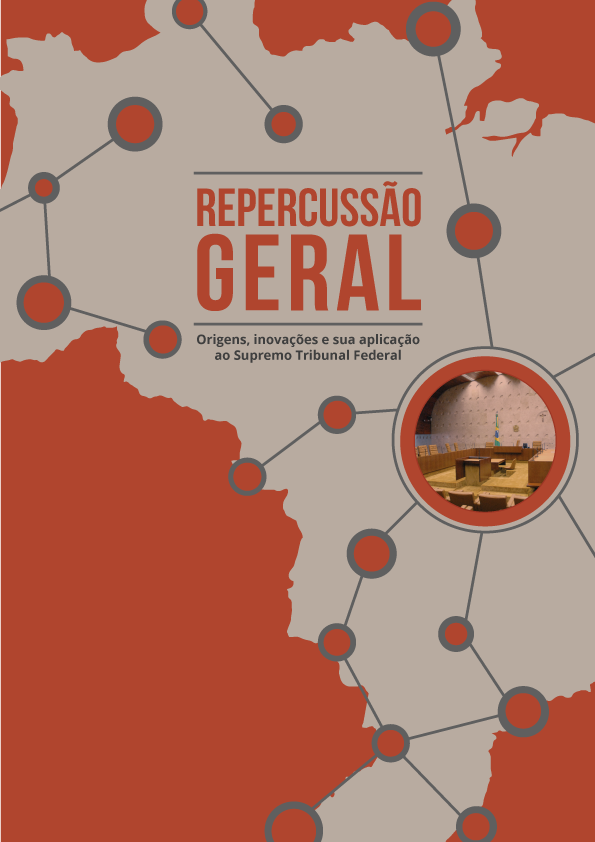 REPERCUSSÃO
GERAL
Origens, inovações e sua aplicação
ao Supremo Tribunal Federal